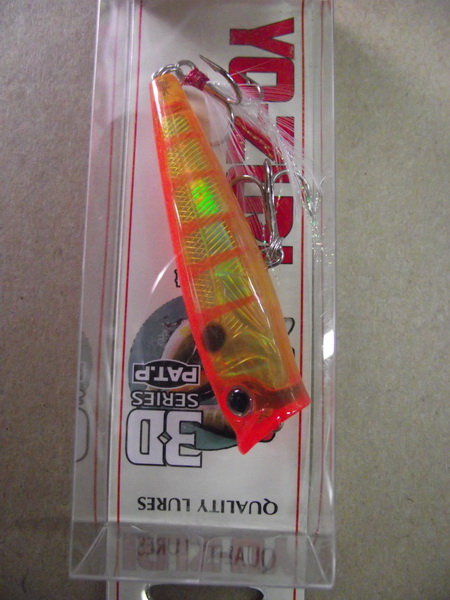 YO-ZURI
3D
SERIES
PAT.P
QUALITY LURES